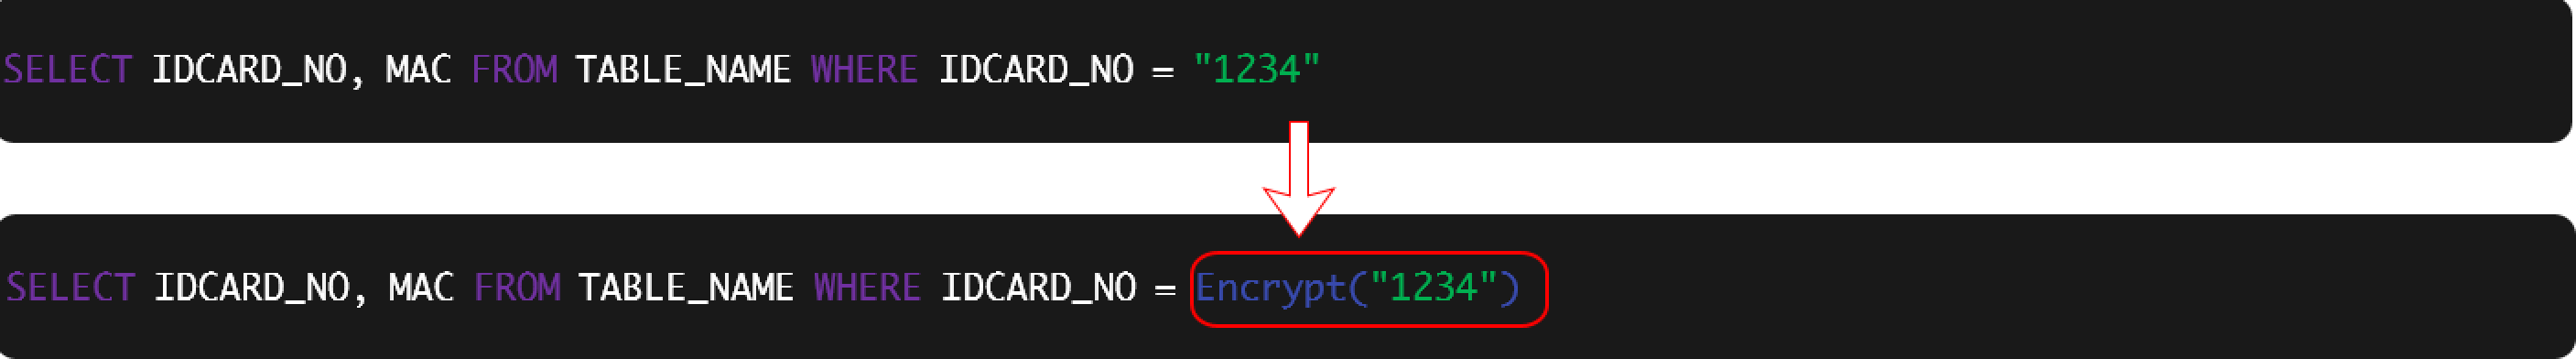 SELECT IDCARD_NO, MAC FROM TABLE_NAME WHERE IDCARD_NO = "1234"
SELECT IDCARD_NO, MAC FROM TABLE_NAME WHERE IDCARD_NO = Encrypt("1234")